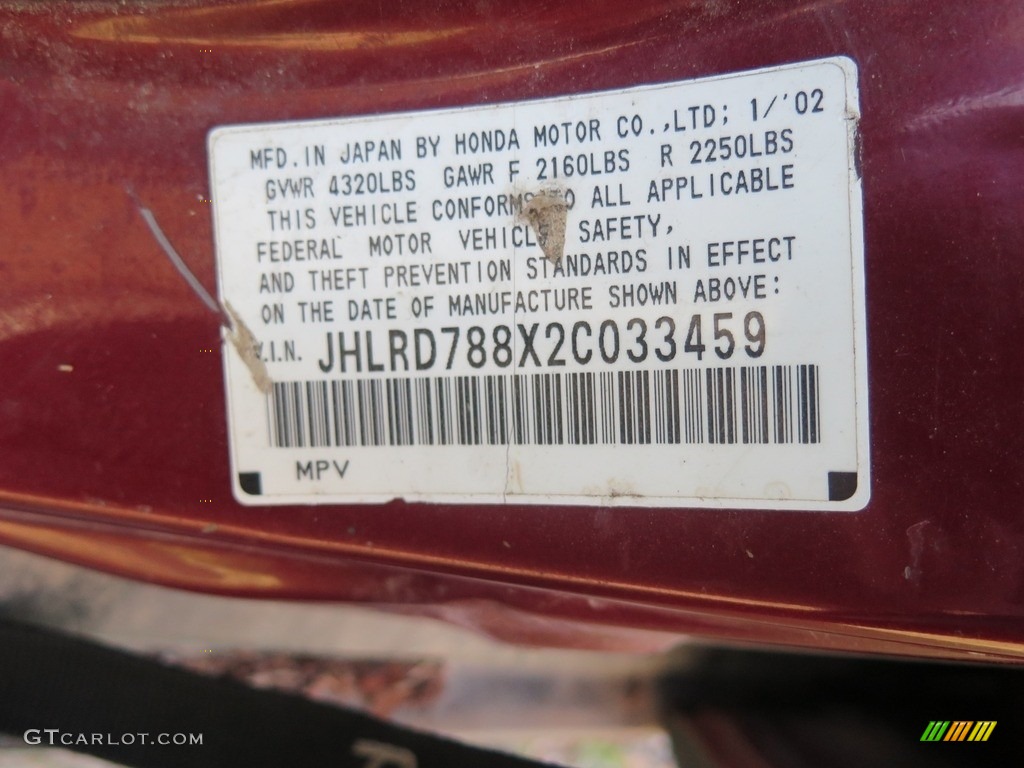 MFD. IN JAPAN BY HONDA MOTOR CO.,LTD; 1/'02
GVWR 4320LBS GAWR F 2160LBS R 2250LBS
THIS VEHICLE CONFORMS TO ALL APPLICABLE
FEDERAL MOTOR VEHICLE SAFETY,
AND THEFT PREVENTION STANDARDS IN EFFECT
ON THE DATE OF MANUFACTURE SHOWN ABOVE:
V.I.N. JHLRD788X2C033459
MPV
GTCARLOT.COM